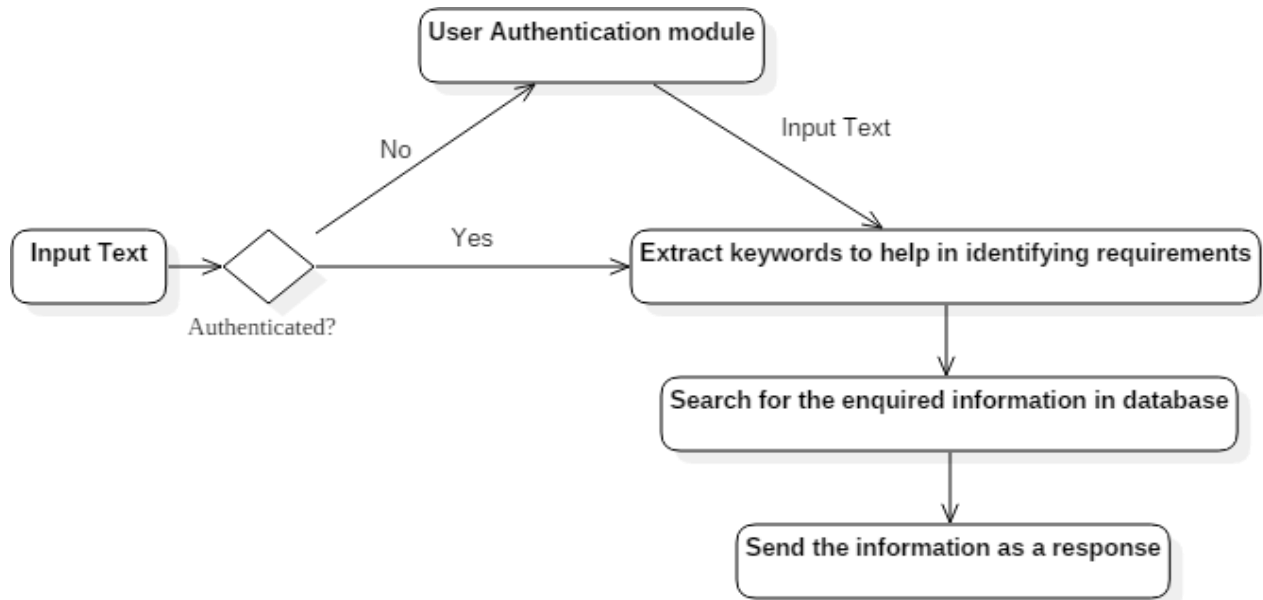 User Authentication module
Input Text
No
Yes
Input Text
Extract keywords to help in identifying requirements
Authenticated?
Search for the enquired information in database
Send the information as a response